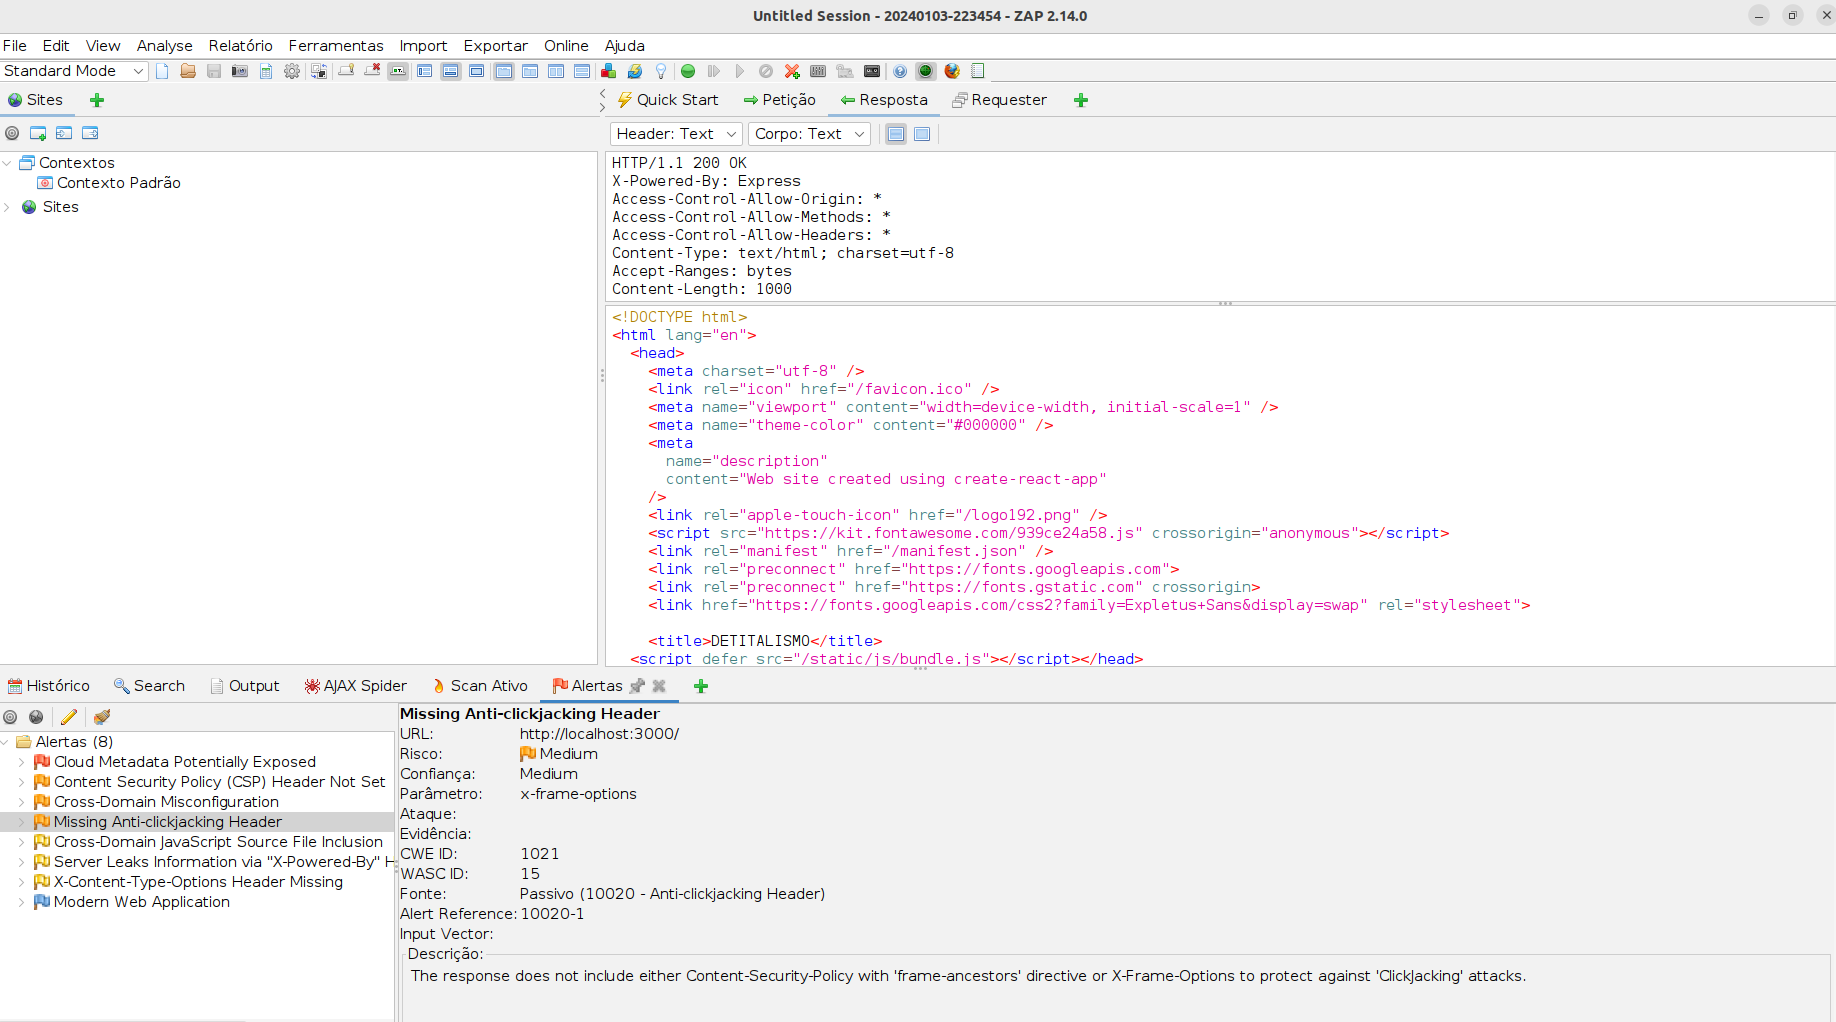 Untitled Session - 20240103-223454 - ZAP 2.14.0
File Edit View Analyse Relatório Ferramentas Import Exportar Online Ajuda
Standard Mode
Sites
Quick Start Petição Resposta Requester
Header: Text Corpo: Text
Contextos
Contexto Padrão
Sites
HTTP/1.1 200 OK
X-Powered-By: Express
Access-Control-Allow-Origin: *
Access-Control-Allow-Methods: *
Access-Control-Allow-Headers: *
Content-Type: text/html; charset=utf-8
Accept-Ranges: bytes
Content-Length: 1000
<!DOCTYPE html>
<html lang="en">
<head>
<meta charset="utf-8" />
<link rel="icon" href="/favicon.ico" />
<meta name="viewport" content="width=device-width, initial-scale=1" />
<meta name="theme-color" content="#000000" />
<meta
name="description"
content="Web site created using create-react-app"
/>
<link rel="apple-touch-icon" href="/logo192.png" />
<script src="https://kit.fontawesome.com/939ce24a58.js" crossorigin="anonymous"></script>
<link rel="manifest" href="/manifest.json" />
<link rel="preconnect" href="https://fonts.googleapis.com">
<link rel="preconnect" href="https://fonts.gstatic.com" crossorigin>
<link href="https://fonts.googleapis.com/css2?family=Expletus+Sans&display=swap" rel="stylesheet">
<title>DETITALISMO</title>
<script defer src="/static/js/bundle.js"></script></head>
Histórico Search Output AJAX Spider Scan Ativo Alertas
Alertas (8)
Cloud Metadata Potentially Exposed
Content Security Policy (CSP) Header Not Set
Cross-Domain Misconfiguration
Missing Anti-clickjacking Header
Cross-Domain JavaScript Source File Inclusion
Server Leaks Information via "X-Powered-By" H
X-Content-Type-Options Header Missing
Modern Web Application
Missing Anti-clickjacking Header
URL: http://localhost:3000/
Risco: Medium
Confiança: Medium
Parâmetro: x-frame-options
Ataque:
Evidência:
CWE ID: 1021
WASC ID: 15
Fonte: Passivo (10020 - Anti-clickjacking Header)
Alert Reference: 10020-1
Input Vector:
Descrição:
The response does not include either Content-Security-Policy with 'frame-ancestors' directive or X-Frame-Options to protect against 'ClickJacking' attacks.